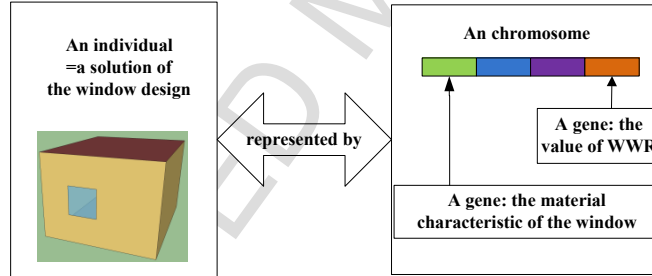 An individual
=a solution of
the window design
represented by
An chromosome
A gene: the
value of WWR
A gene: the material
characteristic of the window